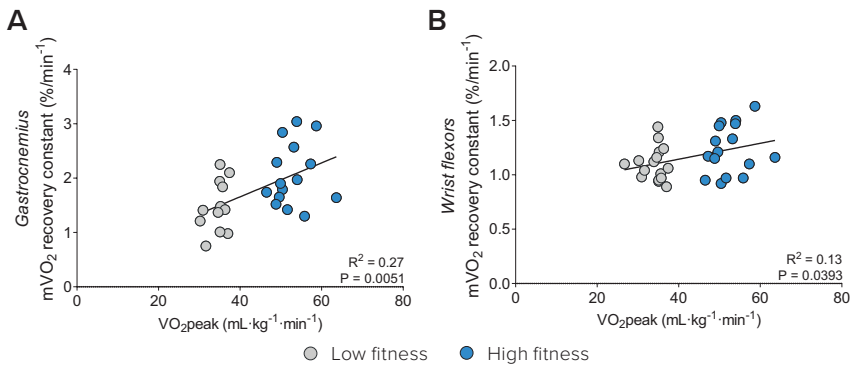 A
Gastrocnemius
mVO2 recovery constant (%/min⁻¹)
4
3
2
1
0
0 20 40 60 80
R² = 0.27
P = 0.0051
VO₂peak (mL·kg⁻¹·min⁻¹)
B
Wrist flexors
mVO₂ recovery constant (%/min⁻¹)
2.0
1.5
1.0
0.5
0.0
0 20 40 60 80
R² = 0.13
P = 0.0393
VO₂peak (mL·kg⁻¹·min⁻¹)
Low fitness High fitness